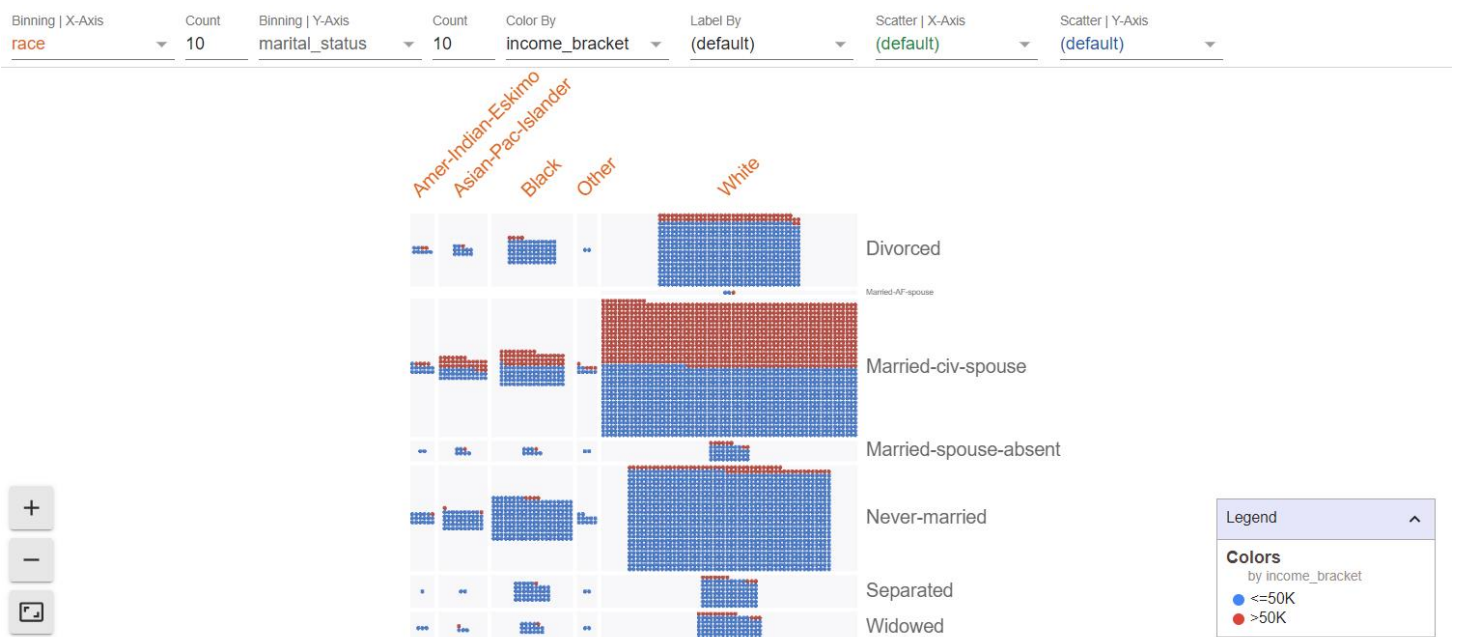 Binning | X-Axis Count Binning | Y-Axis Count Color By Label By Scatter | X-Axis Scatter | Y-Axis
race 10 marital_status 10 income_bracket (default) (default) (default)
Amer-Indian-Eskimo
Asian-Pac-Islander
Black
Other
White
Divorced
Married-AF-spouse
Married-civ-spouse
Married-spouse-absent
Never-married
Separated
Widowed
+
−
Legend
Colors
by income_bracket
<=50K
>50K